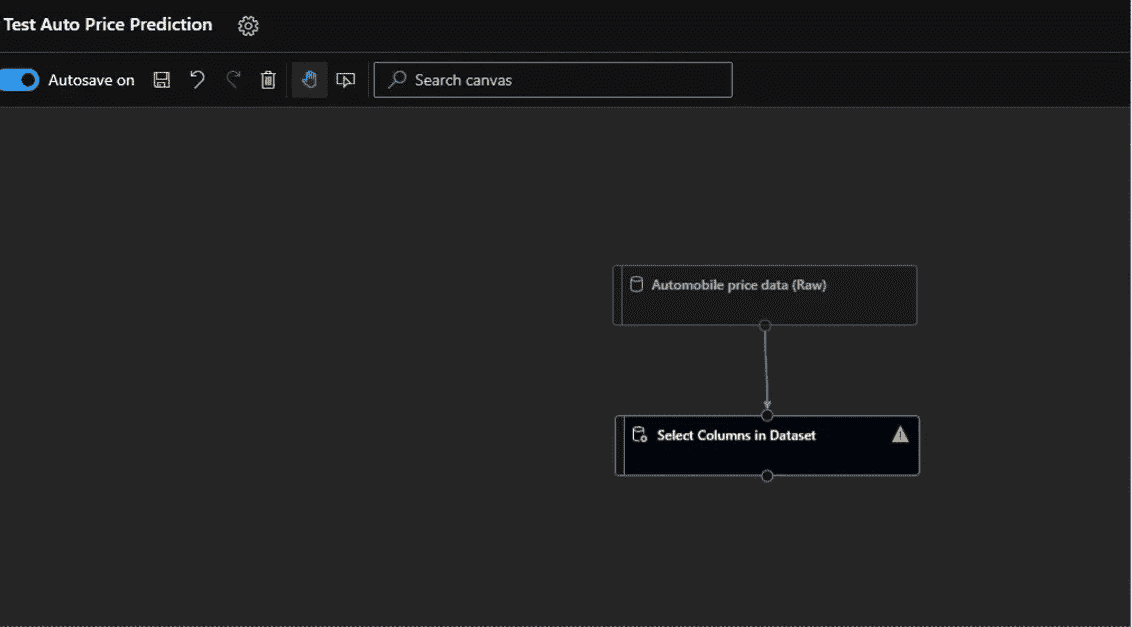 Test Auto Price Prediction
Autosave on
Search canvas
Automobile price data (Raw)
Select Columns in Dataset